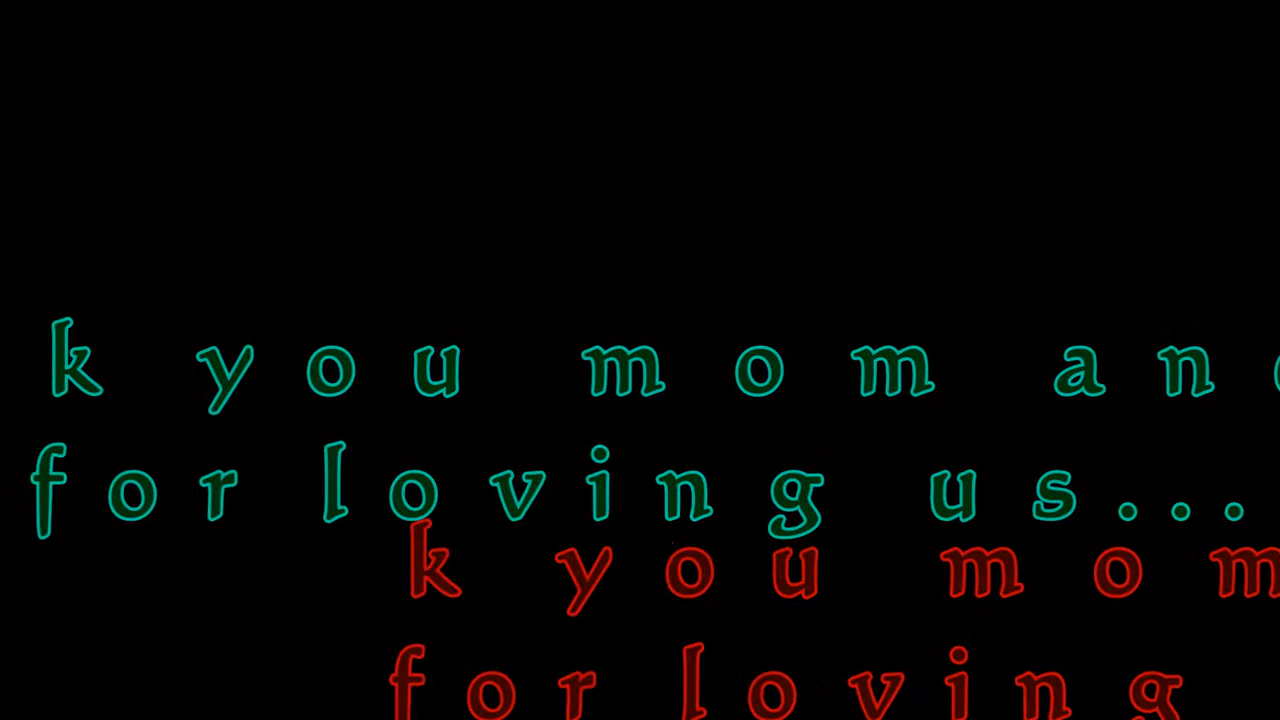 k you mom an
for loving us...
k you mom
for loving